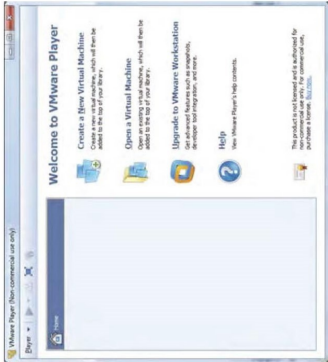 VMware Player (Non-commercial use only)
Player
Home
Welcome to VMware Player
Create a New Virtual Machine
Create a new virtual machine, which will then be
added to the top of your library.
Open a Virtual Machine
Open an existing virtual machine, which will then be
added to the top of your library.
Upgrade to VMware Workstation
Get advanced features such as snapshots,
developer tool integration, and more.
Help
View VMware Player's help contents.
This product is not licensed and is authorized for
non-commercial use only. For commercial use,
purchase a license. Buy now.